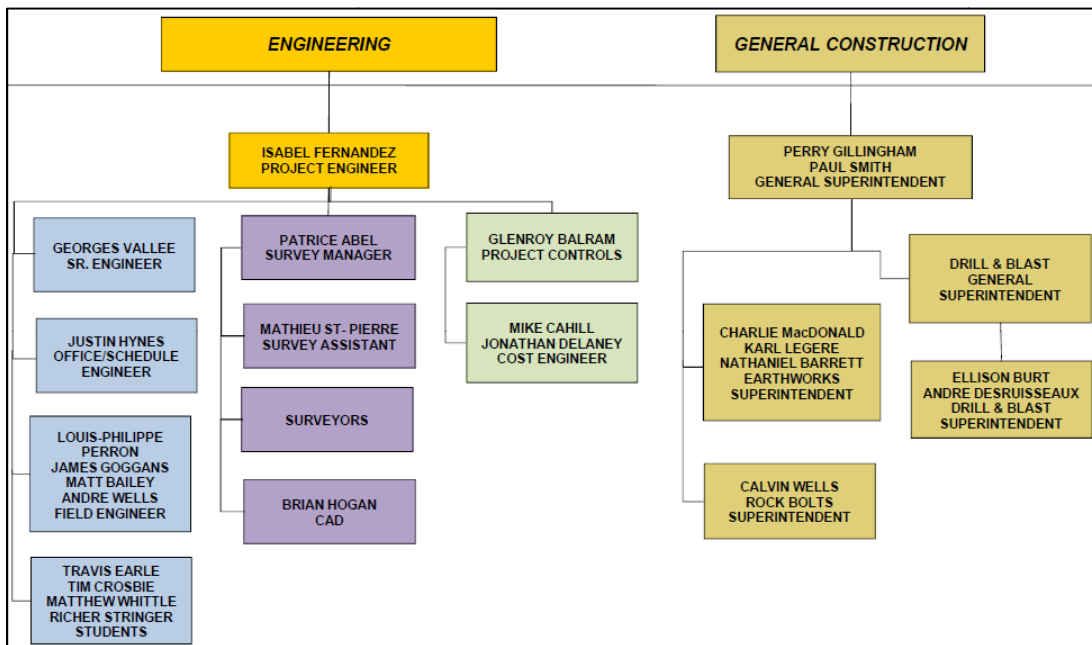 ENGINEERING
GENERAL CONSTRUCTION
ISABEL FERNANDEZ
PROJECT ENGINEER
PERRY GILLINGHAM
PAUL SMITH
GENERAL SUPERINTENDENT
GEORGES VALLEE
SR. ENGINEER
JUSTIN HYNES
OFFICE/SCHEDULE
ENGINEER
LOUIS-PHILIPPE
PERRON
JAMES GOGGANS
MATT BAILEY
ANDRE WELLS
FIELD ENGINEER
TRAVIS EARLE
TIM CROSBIE
MATTHEW WHITTLE
RICHER STRINGER
STUDENTS
PATRICE ABEL
SURVEY MANAGER
MATHIEU ST- PIERRE
SURVEY ASSISTANT
SURVEYORS
BRIAN HOGAN
CAD
GLENROY BALRAM
PROJECT CONTROLS
MIKE CAHILL
JONATHAN DELANEY
COST ENGINEER
CHARLIE MacDONALD
KARL LEGERE
NATHANIEL BARRETT
EARTHWORKS
SUPERINTENDENT
CALVIN WELLS
ROCK BOLTS
SUPERINTENDENT
DRILL & BLAST
GENERAL
SUPERINTENDENT
ELLISON BURT
ANDRE DESRUISSEAUX
DRILL & BLAST
SUPERINTENDENT